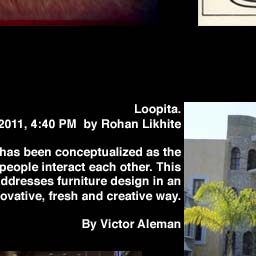 Loopita.
2011, 4:40 PM by Rohan Likhite
has been conceptualized as the
people interact each other. This
ddresses furniture design in an
ovative, fresh and creative way.
By Victor Aleman